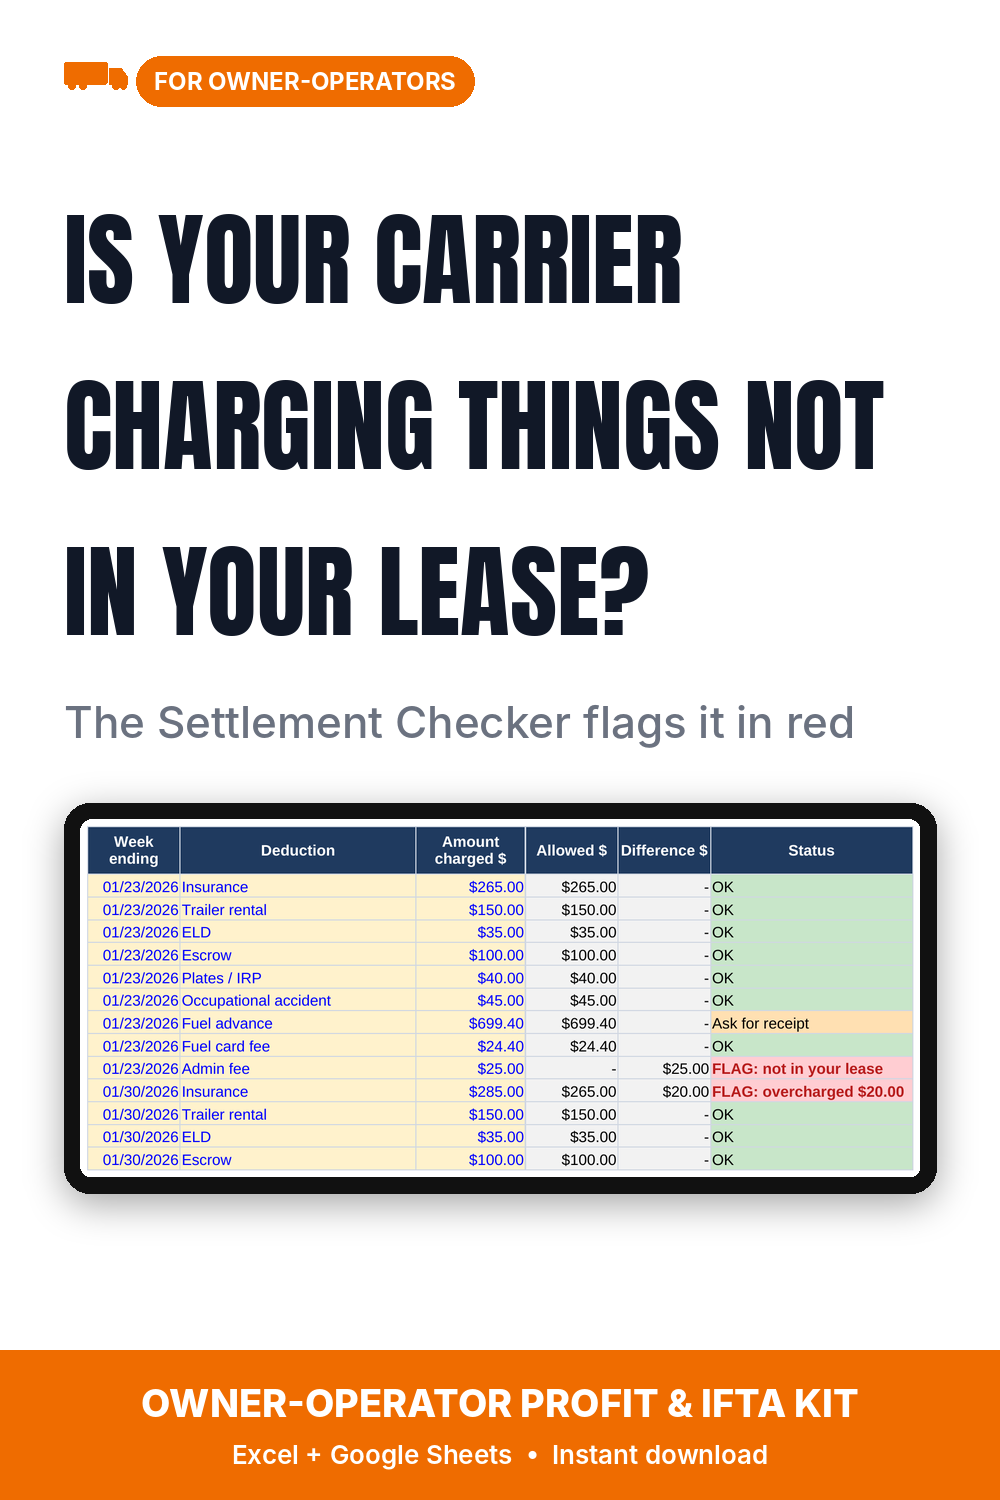 FOR OWNER-OPERATORS
IS YOUR CARRIER
CHARGING THINGS NOT
IN YOUR LEASE?
The Settlement Checker flags it in red
Week ending Deduction Amount charged $ Allowed $ Difference $ Status
01/23/2026 Insurance $265.00 $265.00 - OK
01/23/2026 Trailer rental $150.00 $150.00 - OK
01/23/2026 ELD $35.00 $35.00 - OK
01/23/2026 Escrow $100.00 $100.00 - OK
01/23/2026 Plates / IRP $40.00 $40.00 - OK
01/23/2026 Occupational accident $45.00 $45.00 - OK
01/23/2026 Fuel advance $699.40 $699.40 - Ask for receipt
01/23/2026 Fuel card fee $24.40 $24.40 - OK
01/23/2026 Admin fee $25.00 - $25.00 FLAG: not in your lease
01/30/2026 Insurance $285.00 $265.00 $20.00 FLAG: overcharged $20.00
01/30/2026 Trailer rental $150.00 $150.00 - OK
01/30/2026 ELD $35.00 $35.00 - OK
01/30/2026 Escrow $100.00 $100.00 - OK
OWNER-OPERATOR PROFIT & IFTA KIT
Excel + Google Sheets • Instant download